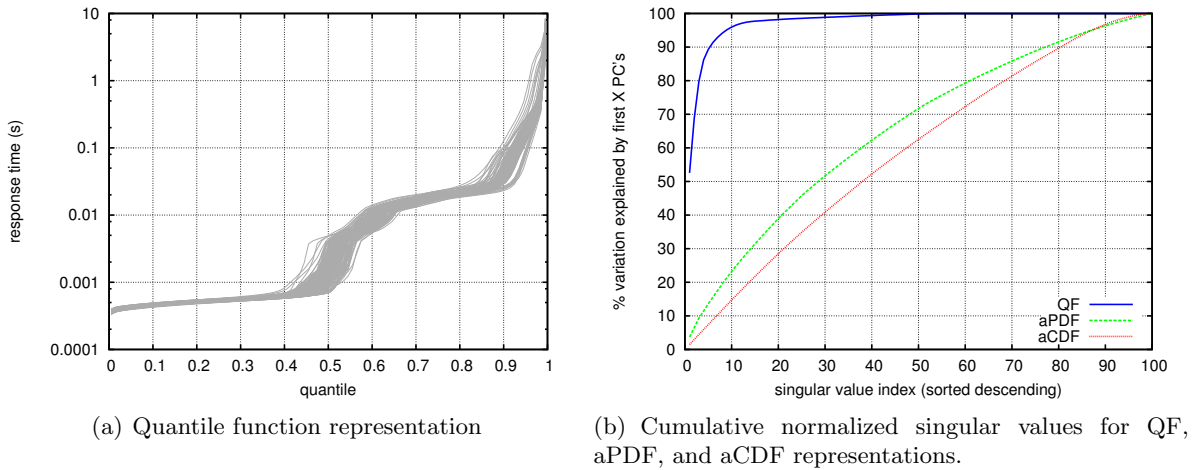 10
1
0.1
0.01
0.001
0.0001
response time (s)
0 0.1 0.2 0.3 0.4 0.5 0.6 0.7 0.8 0.9 1
quantile
(a) Quantile function representation
100
90
80
70
60
50
40
30
20
10
0
% variation explained by first X PC's
QF
aPDF
aCDF
0 10 20 30 40 50 60 70 80 90 100
singular value index (sorted descending)
(b) Cumulative normalized singular values for QF,
aPDF, and aCDF representations.